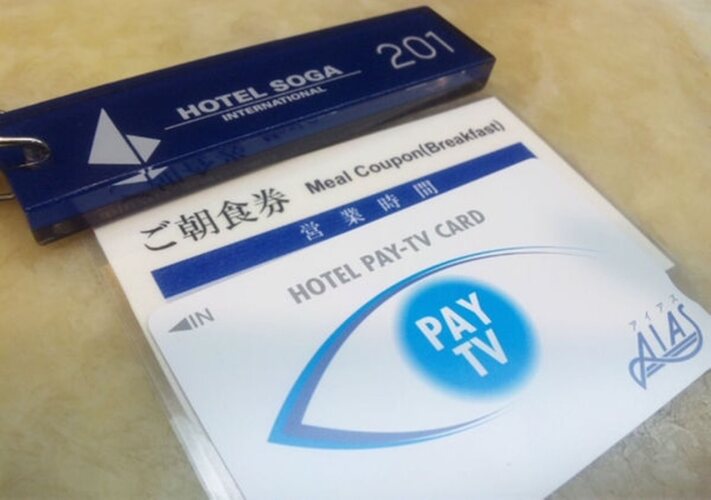 HOTEL SOGA
INTERNATIONAL
201
ご朝食券 Meal Coupon(Breakfast)
営業時間
HOTEL PAY-TV CARD
◀IN
PAY
TV
アイアス
AIAS